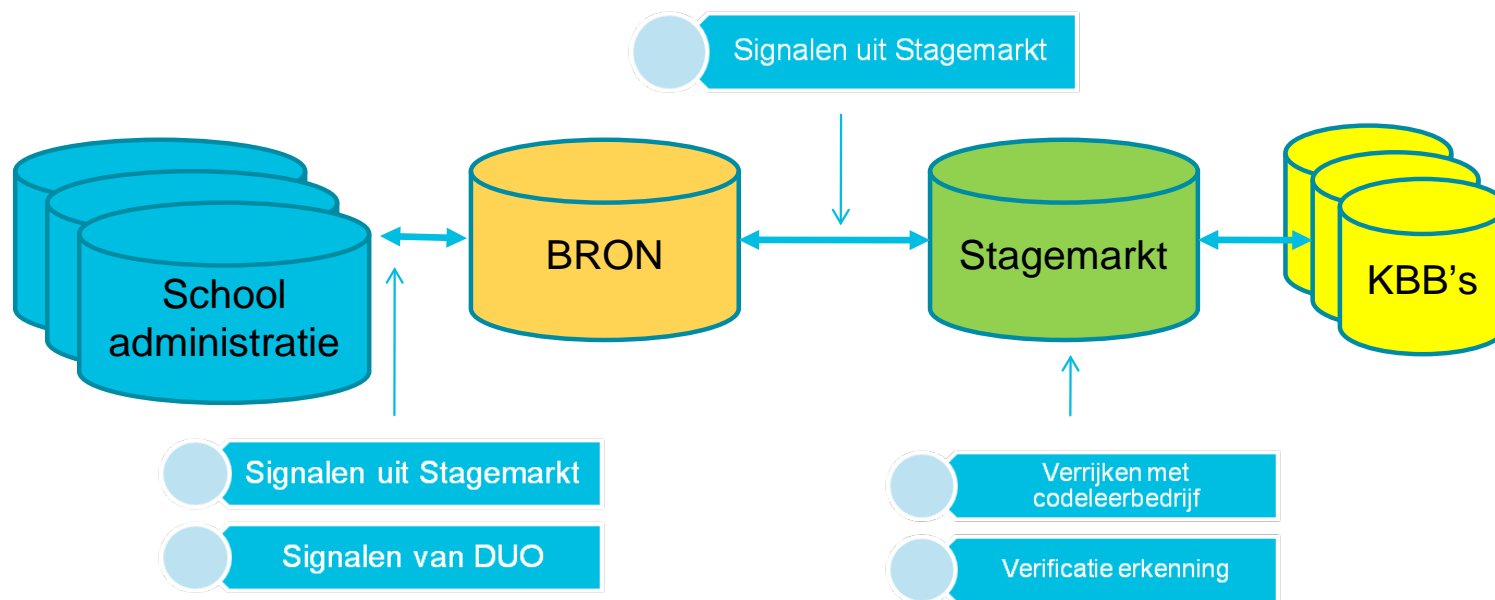 Signalen uit Stagemarkt
School
administratie
BRON
Stagemarkt
KBB's
Signalen uit Stagemarkt
Signalen van DUO
Verrijken met
codeleerbedrijf
Verificatie erkenning